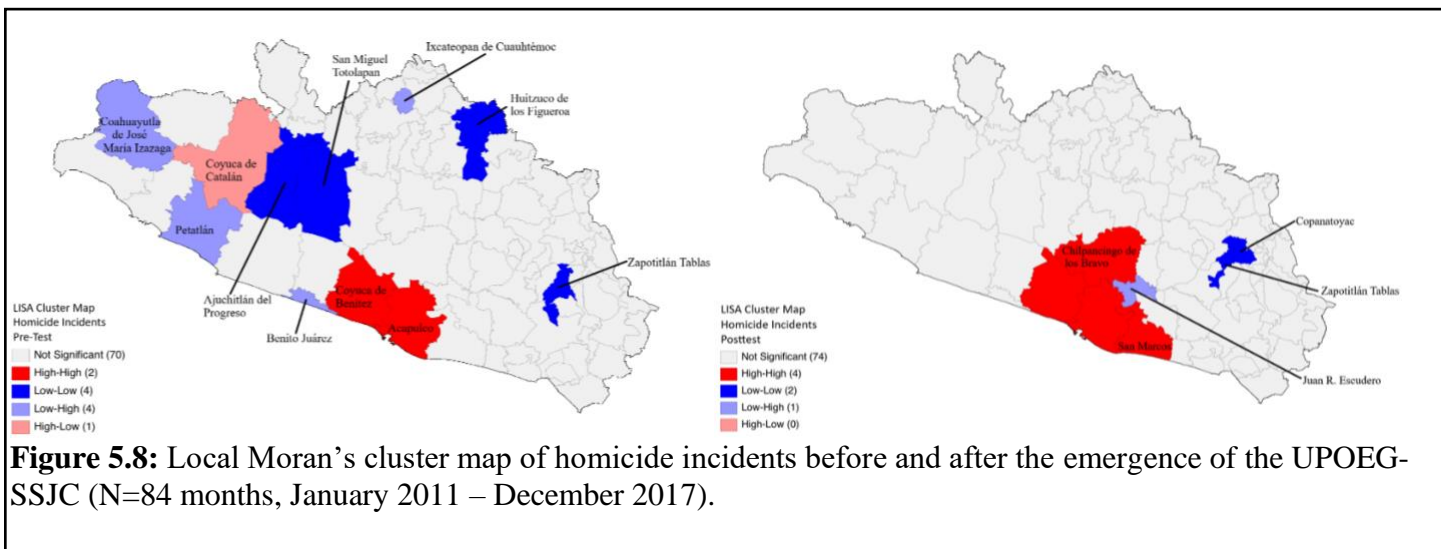 Ixcateopan de Cuauhtémoc
San Miguel
Totolapan
Huitzuco de
los Figueroa
Coahuayutla
de José
María Izazaga
Coyuca de
Catalán
Petatlán
Zapotitlán Tablas
Ajuchitlán del
Progreso
Coyuca de
Benítez
Acapulco
Benito Juárez
LISA Cluster Map
Homicide Incidents
Pre-Test
Not Significant (70)
High-High (2)
Low-Low (4)
Low-High (4)
High-Low (1)
Copanatoyac
Chilpancingo de
los Bravo
Zapotitlán Tablas
San Marcos
Juan R. Escudero
LISA Cluster Map
Homicide Incidents
Posttest
Not Significant (74)
High-High (4)
Low-Low (2)
Low-High (1)
High-Low (0)
Figure 5.8: Local Moran’s cluster map of homicide incidents before and after the emergence of the UPOEG-
SSJC (N=84 months, January 2011 – December 2017).